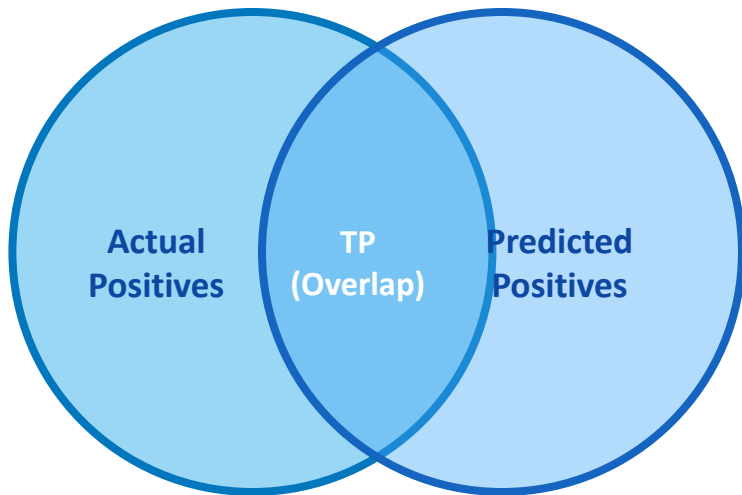 Actual
Positives
TP
(Overlap)
Predicted
Positives